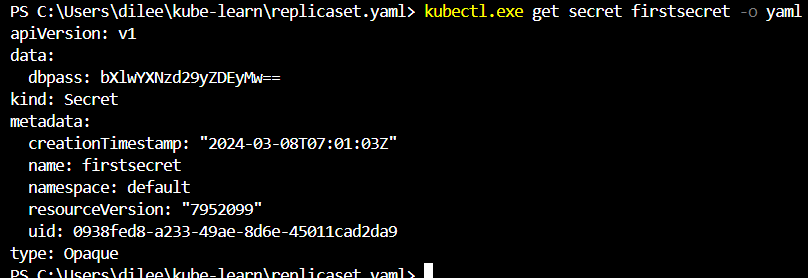 PS C:\Users\dilee\kube-learn\replicaset.yaml> kubectl.exe get secret firstsecret -o yaml
apiVersion: v1
data:
  dbpass: bXlwYXNzd29yZDEyMw==
kind: Secret
metadata:
  creationTimestamp: "2024-03-08T07:01:03Z"
  name: firstsecret
  namespace: default
  resourceVersion: "7952099"
  uid: 0938fed8-a233-49ae-8d6e-45011cad2da9
type: Opaque
PS C:\Users\dilee\kube-learn\replicaset.yaml>